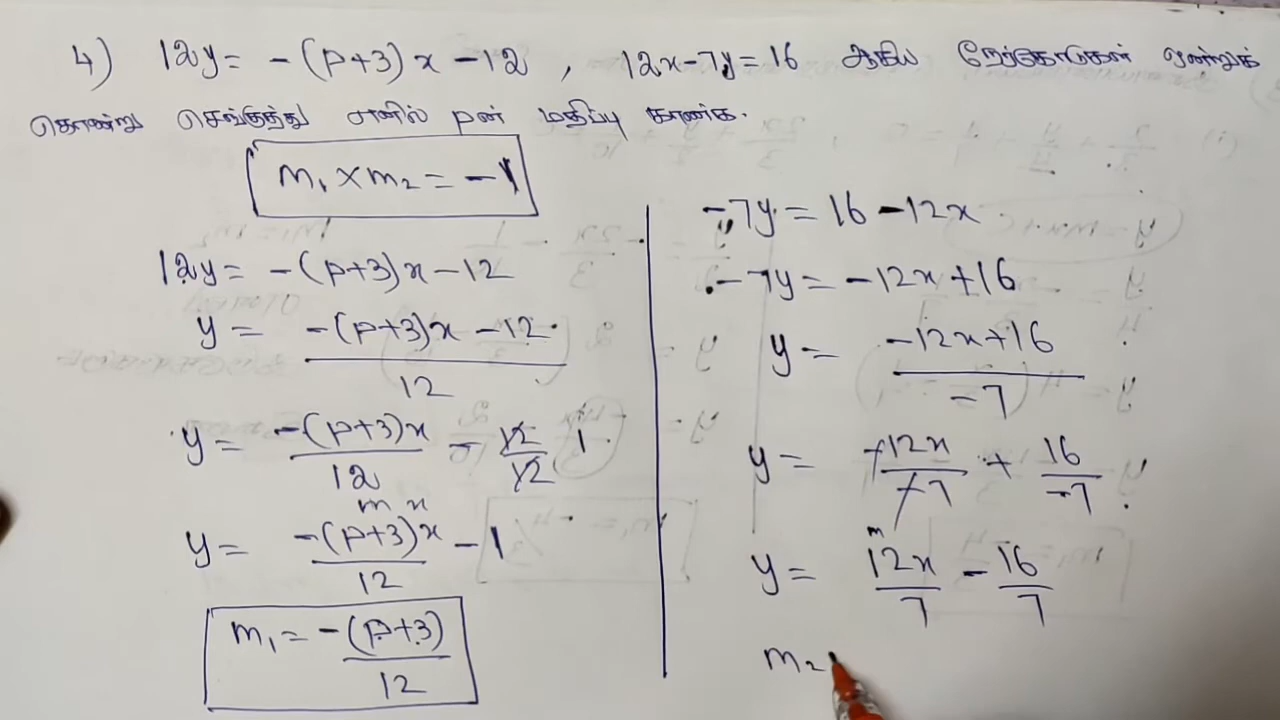 4) 12y = -(p+3)x - 12 , 12x - 7y = 16 ஆகிய நேர்கோடுகள் ஒன்றுக்
கொன்று செங்குத்து எனில் pன் மதிப்பு காண்க.
m₁ × m₂ = -1
12y = -(p+3)x - 12
y = -(p+3)x - 12 / 12
y = -(p+3)x / 12 - 12/12 1
m x
y = -(p+3)x / 12 - 1
m₁ = -(p+3) / 12
-7y = 16 - 12x
-7y = -12x + 16
y = -12x + 16 / -7
y = -12x / -7 + 16 / -7
m
y = 12x / 7 - 16 / 7
m₂